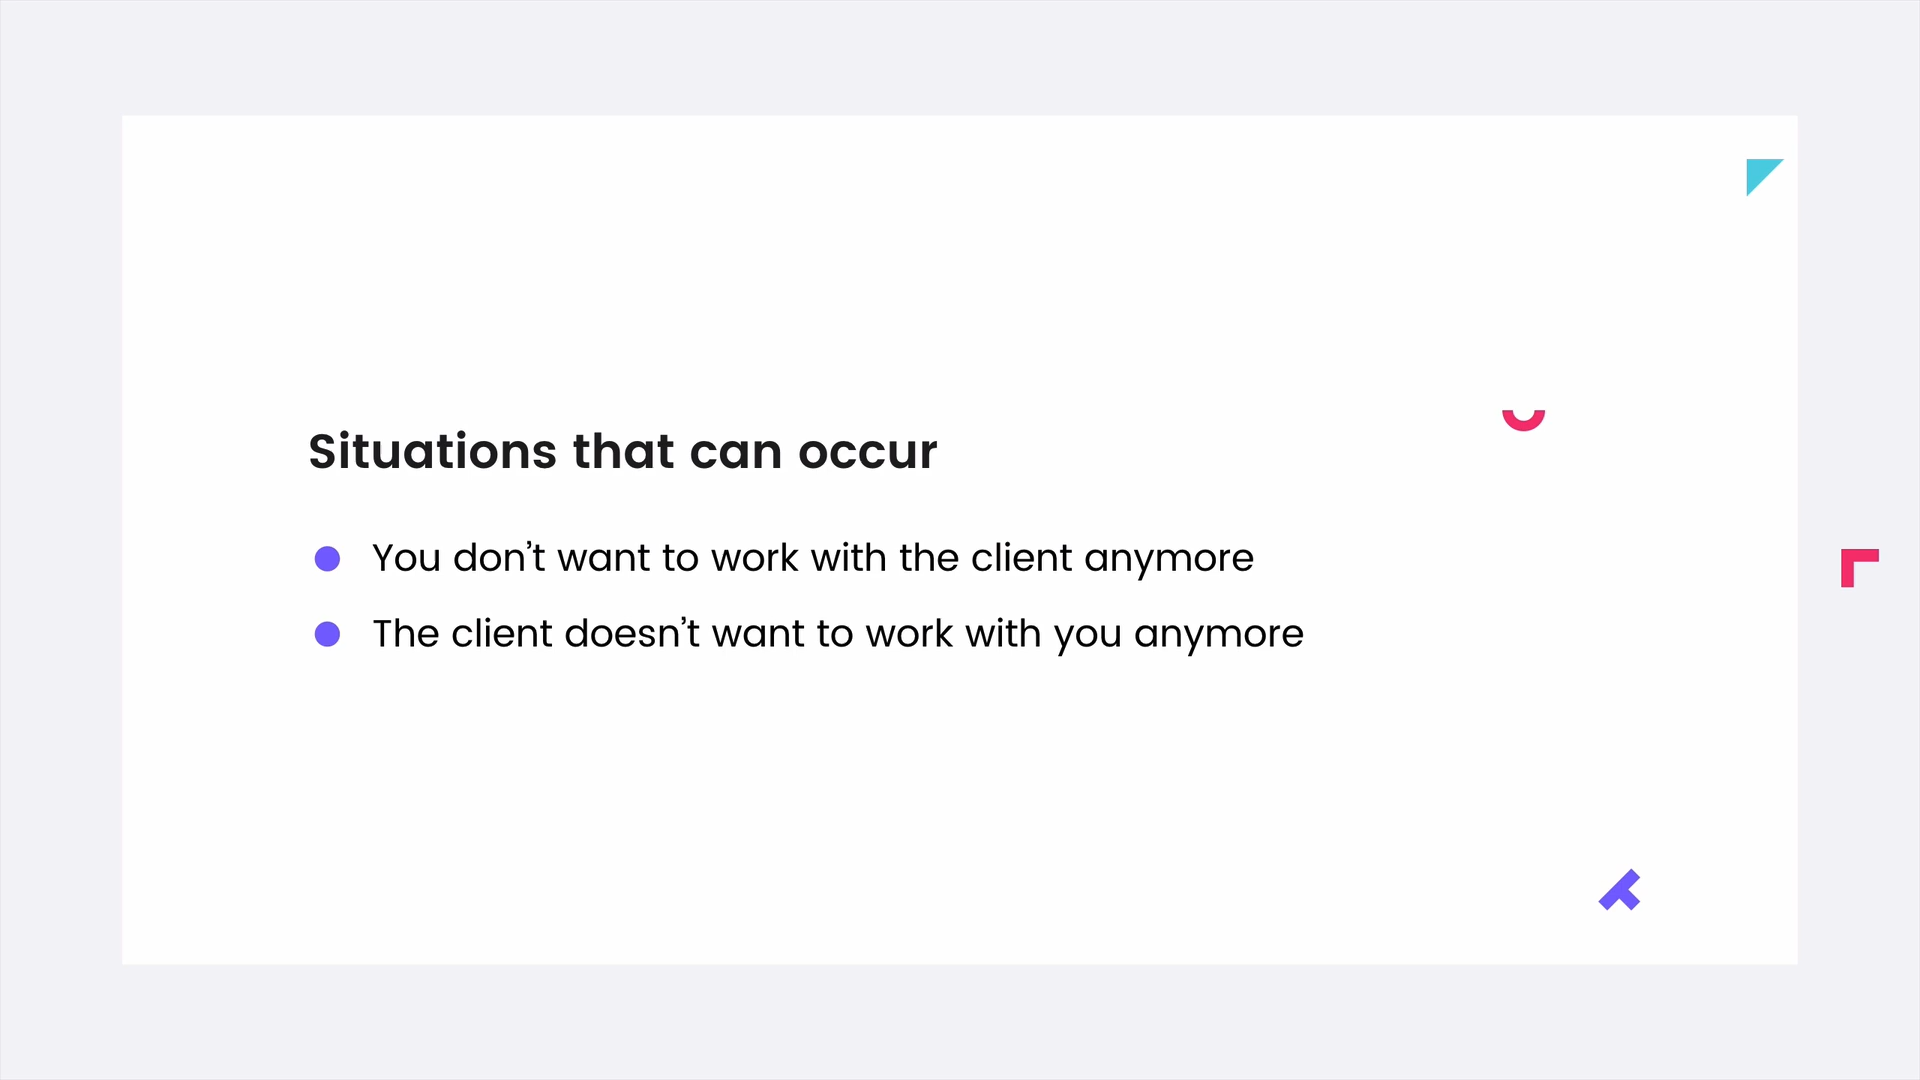 Situations that can occur
You don’t want to work with the client anymore
The client doesn’t want to work with you anymore